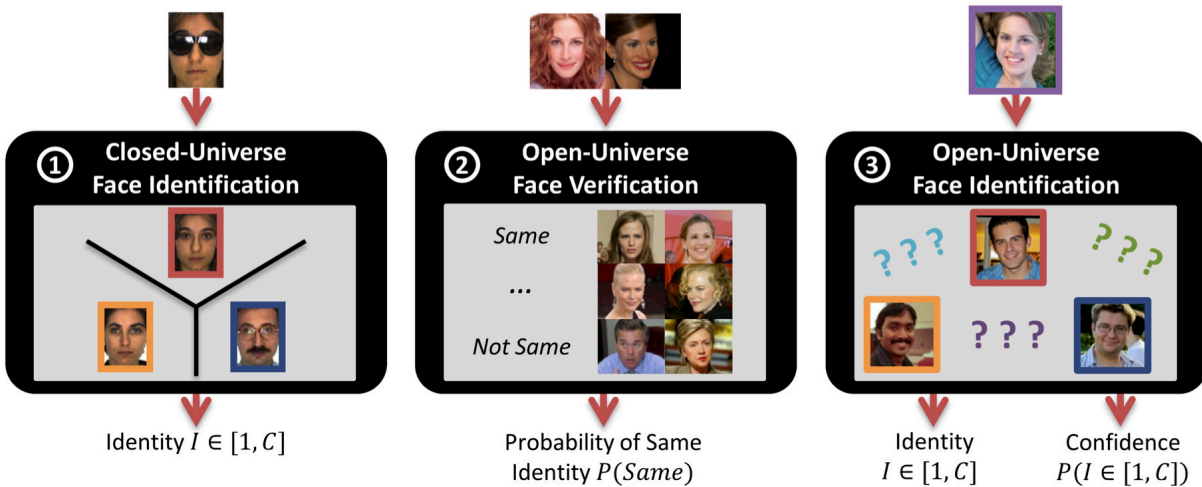 1
Closed-Universe
Face Identification
Identity I ∈ [1, C]
2
Open-Universe
Face Verification
Same
...
Not Same
Probability of Same
Identity P(Same)
3
Open-Universe
Face Identification
? ? ?
? ? ?
? ? ?
Identity
I ∈ [1, C]
Confidence
P(I ∈ [1, C])